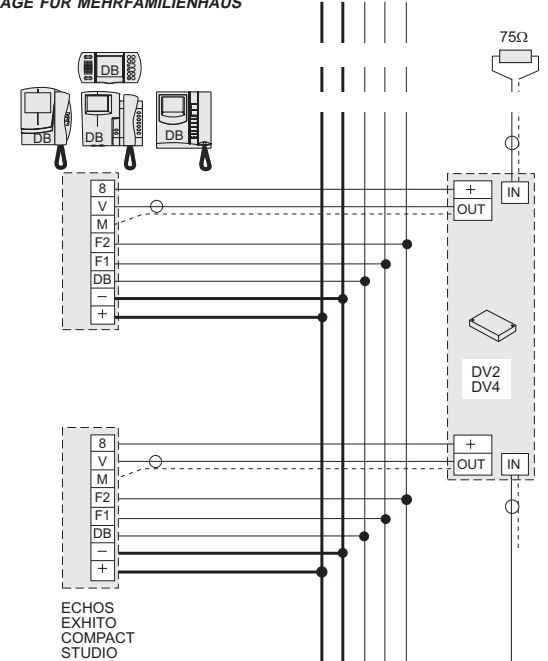 AGE FÜR MEHRFAMILIENHAUS
75Ω
DB
DB
DB
DB
8
V
M
F2
F1
DB
–
+
+
OUT
IN
DV2
DV4
8
V
M
F2
F1
DB
–
+
+
OUT
IN
ECHOS
EXHITO
COMPACT
STUDIO